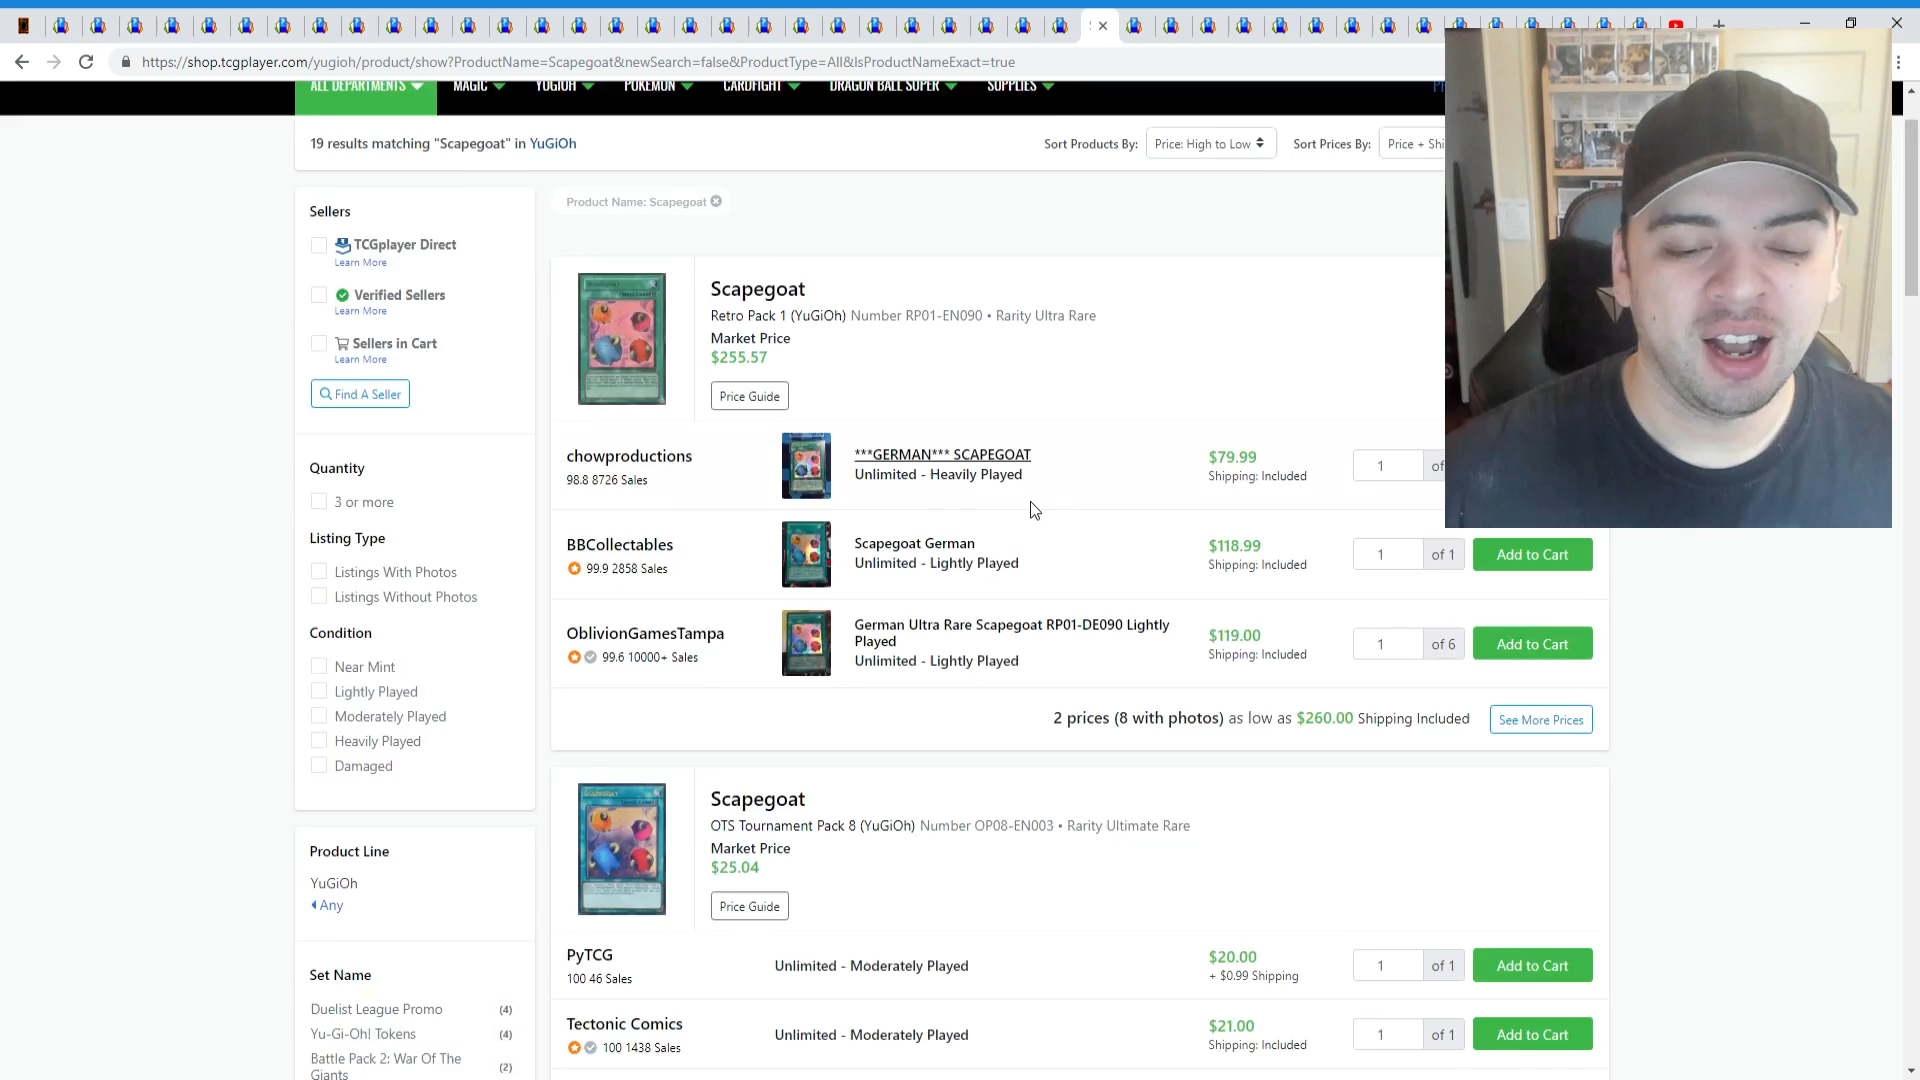 https://shop.tcgplayer.com/yugioh/product/show?ProductName=Scapegoat&newSearch=false&ProductType=All&IsProductNameExact=true
ALL DEPARTMENTS MAGIC YUGIOH POKEMON CARDFIGHT DRAGON BALL SUPER SUPPLIES
19 results matching "Scapegoat" in YuGiOh
Sort Products By: Price: High to Low Sort Prices By: Price + Shi
Product Name: Scapegoat
Sellers
TCGplayer Direct
Learn More
Verified Sellers
Learn More
Sellers in Cart
Learn More
Find A Seller
Quantity
3 or more
Listing Type
Listings With Photos
Listings Without Photos
Condition
Near Mint
Lightly Played
Moderately Played
Heavily Played
Damaged
Product Line
YuGiOh
Any
Set Name
Duelist League Promo (4)
Yu-Gi-Oh! Tokens (4)
Battle Pack 2: War Of The
Giants (2)
Scapegoat
Retro Pack 1 (YuGiOh) Number RP01-EN090 • Rarity Ultra Rare
Market Price
$255.57
Price Guide
chowproductions
98.8 8726 Sales
***GERMAN*** SCAPEGOAT
Unlimited - Heavily Played
$79.99
Shipping: Included
1 of
BBCollectables
99.9 2858 Sales
Scapegoat German
Unlimited - Lightly Played
$118.99
Shipping: Included
1 of 1 Add to Cart
OblivionGamesTampa
99.6 10000+ Sales
German Ultra Rare Scapegoat RP01-DE090 Lightly
Played
Unlimited - Lightly Played
$119.00
Shipping: Included
1 of 6 Add to Cart
2 prices (8 with photos) as low as $260.00 Shipping Included See More Prices
Scapegoat
OTS Tournament Pack 8 (YuGiOh) Number OP08-EN003 • Rarity Ultimate Rare
Market Price
$25.04
Price Guide
PyTCG
100 46 Sales
Unlimited - Moderately Played
$20.00
+ $0.99 Shipping
1 of 1 Add to Cart
Tectonic Comics
100 1438 Sales
Unlimited - Moderately Played
$21.00
Shipping: Included
1 of 1 Add to Cart